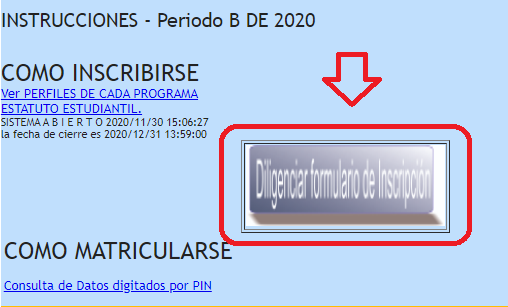 INSTRUCCIONES - Periodo B DE 2020
COMO INSCRIBIRSE
Ver PERFILES DE CADA PROGRAMA
ESTATUTO ESTUDIANTIL.
SISTEMA A B I E R T O 2020/11/30 15:06:27
la fecha de cierre es 2020/12/31 13:59:00
Diligenciar formulario de Inscripción
COMO MATRICULARSE
Consulta de Datos digitados por PIN